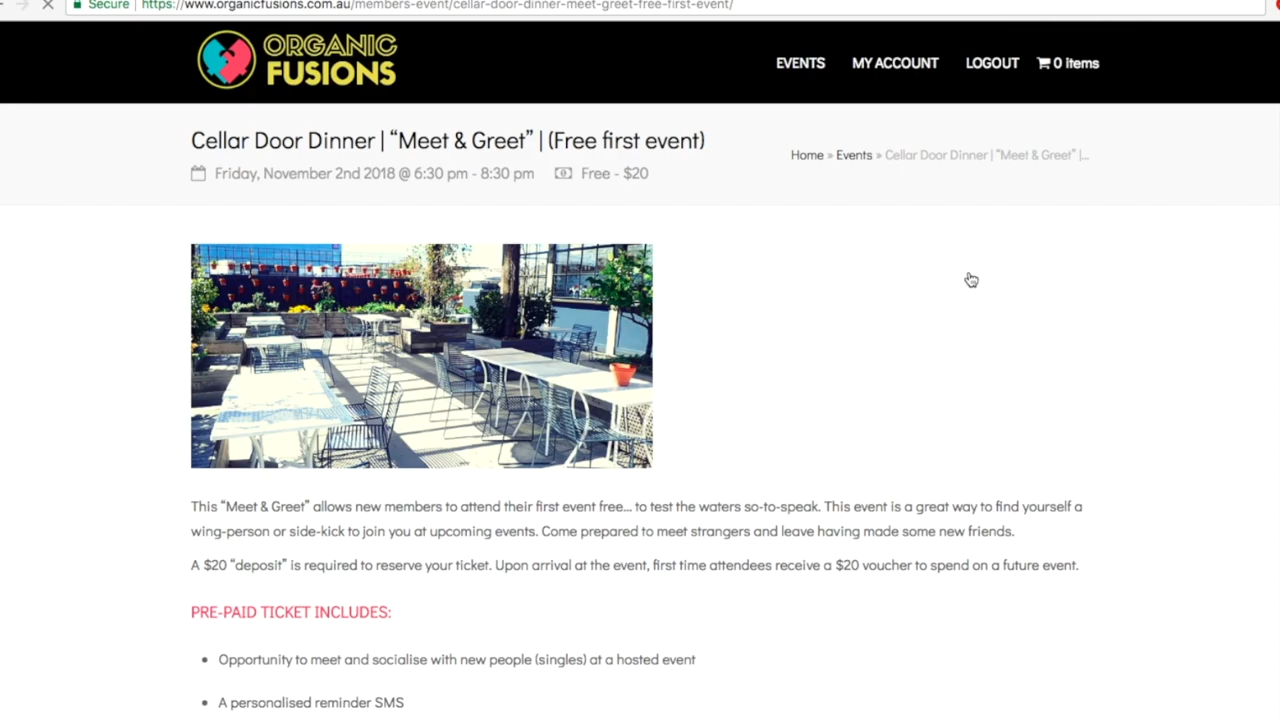 Secure https://www.organicfusions.com.au/members-event/cellar-door-dinner-meet-greet-free-first-event/
ORGANIC
FUSIONS
EVENTS MY ACCOUNT LOGOUT 0 items
Cellar Door Dinner | “Meet & Greet” | (Free first event)
Home » Events » Cellar Door Dinner | “Meet & Greet” |...
Friday, November 2nd 2018 @ 6:30 pm - 8:30 pm Free - $20
This “Meet & Greet” allows new members to attend their first event free... to test the waters so-to-speak. This event is a great way to find yourself a
wing-person or side-kick to join you at upcoming events. Come prepared to meet strangers and leave having made some new friends.
A $20 “deposit” is required to reserve your ticket. Upon arrival at the event, first time attendees receive a $20 voucher to spend on a future event.
PRE-PAID TICKET INCLUDES:
• Opportunity to meet and socialise with new people (singles) at a hosted event
• A personalised reminder SMS